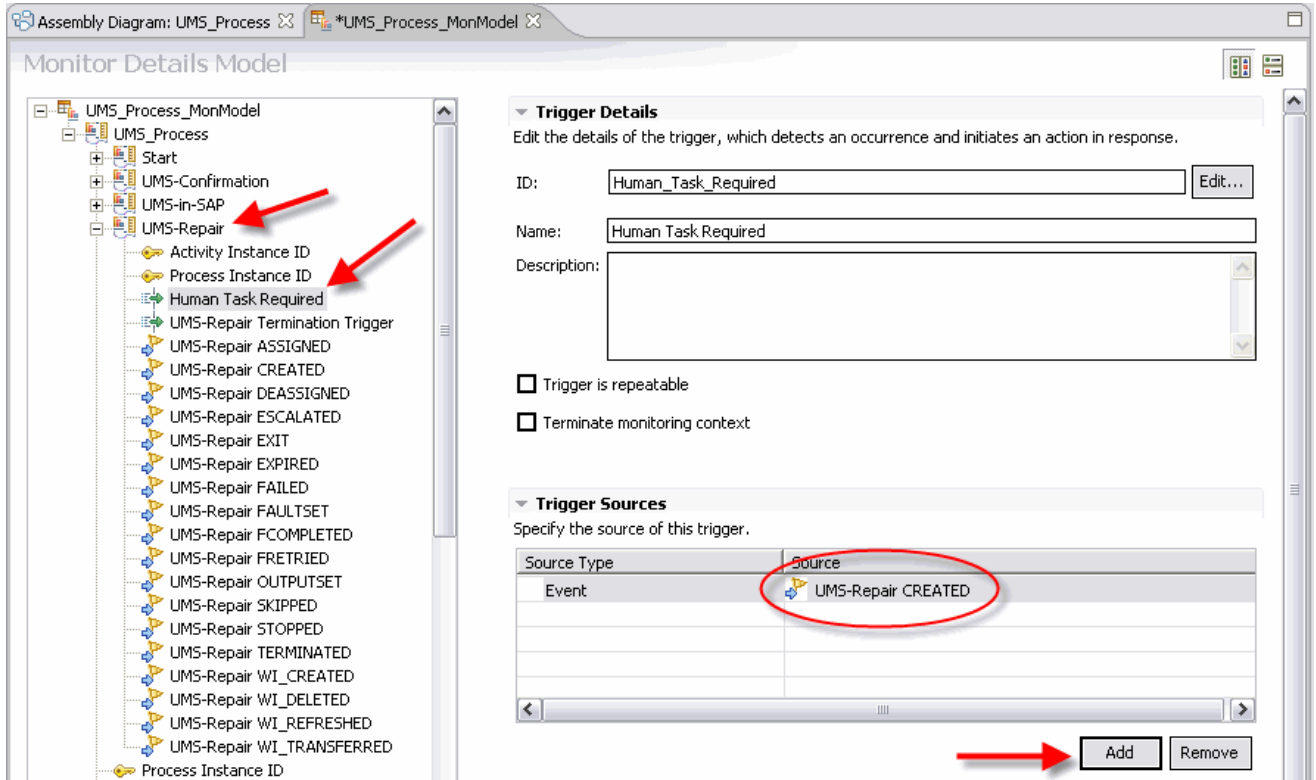 Assembly Diagram: UMS_Process
*UMS_Process_MonModel
Monitor Details Model
UMS_Process_MonModel
UMS_Process
Start
UMS-Confirmation
UMS-in-SAP
UMS-Repair
Activity Instance ID
Process Instance ID
Human Task Required
UMS-Repair Termination Trigger
UMS-Repair ASSIGNED
UMS-Repair CREATED
UMS-Repair DEASSIGNED
UMS-Repair ESCALATED
UMS-Repair EXIT
UMS-Repair EXPIRED
UMS-Repair FAILED
UMS-Repair FAULTSET
UMS-Repair FCOMPLETED
UMS-Repair FRETRIED
UMS-Repair OUTPUTSET
UMS-Repair SKIPPED
UMS-Repair STOPPED
UMS-Repair TERMINATED
UMS-Repair WI_CREATED
UMS-Repair WI_DELETED
UMS-Repair WI_REFRESHED
UMS-Repair WI_TRANSFERRED
Process Instance ID
Trigger Details
Edit the details of the trigger, which detects an occurrence and initiates an action in response.
ID: Human_Task_Required Edit...
Name: Human Task Required
Description:
Trigger is repeatable
Terminate monitoring context
Trigger Sources
Specify the source of this trigger.
Source Type Source
Event UMS-Repair CREATED
Add Remove